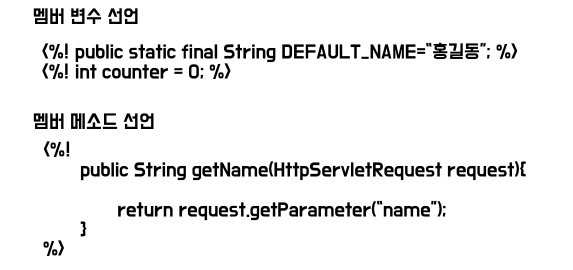 멤버 변수 선언
<%! public static final String DEFAULT_NAME="홍길동"; %>
<%! int counter = 0; %>
멤버 메소드 선언
<%!
public String getName(HttpServletRequest request){
return request.getParameter("name");
}
%>